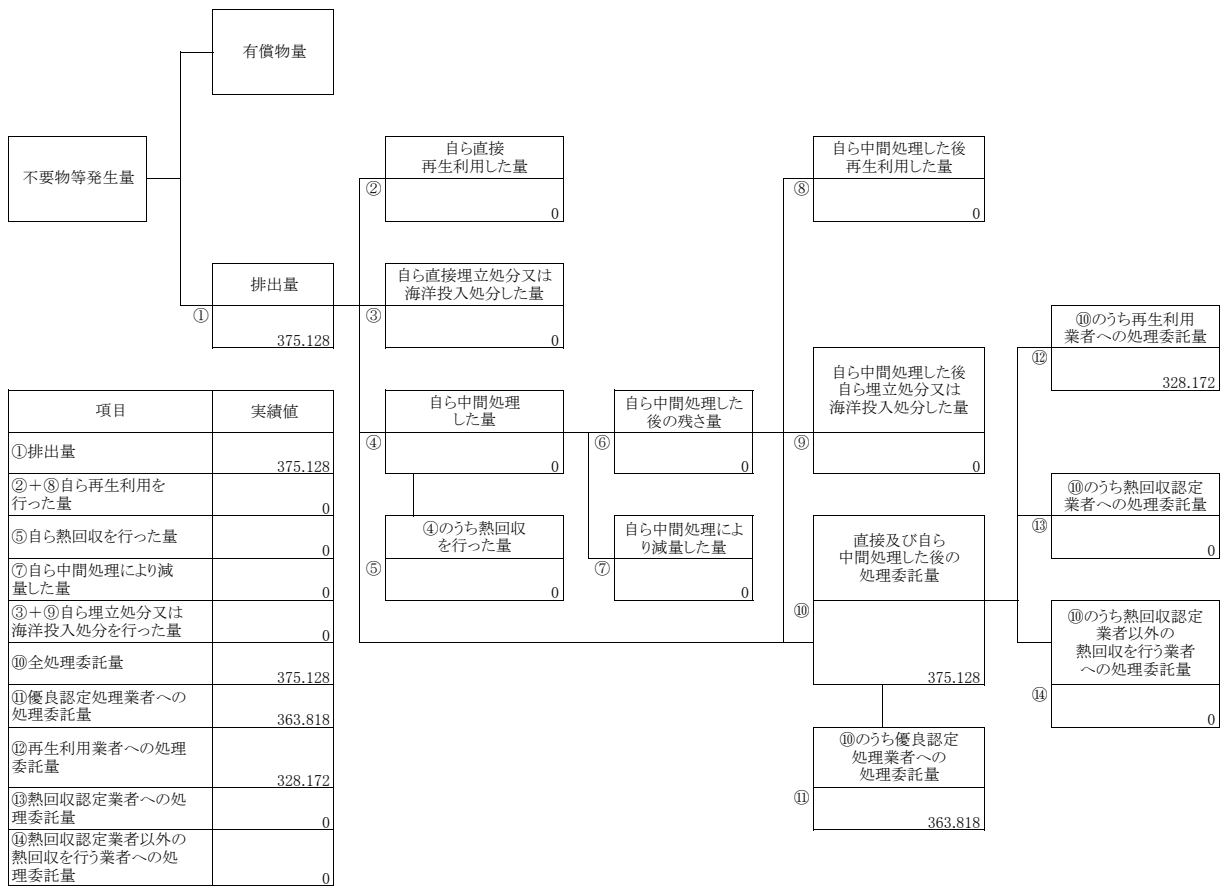 有償物量
不要物等発生量
自ら直接
再生利用した量
②
0
自ら中間処理した後
再生利用した量
⑧
0
排出量
①
375.128
自ら直接埋立処分又は
海洋投入処分した量
③
0
⑩のうち再生利用
業者への処理委託量
⑫
328.172
自ら中間処理
した量
④
0
自ら中間処理した
後の残さ量
⑥
0
自ら中間処理した後
自ら埋立処分又は
海洋投入処分した量
⑨
0
⑩のうち熱回収認定
業者への処理委託量
⑬
0
④のうち熱回収
を行った量
⑤
0
自ら中間処理によ
り減量した量
⑦
0
直接及び自ら
中間処理した後の
処理委託量
⑩
375.128
⑩のうち熱回収認定
業者以外の
熱回収を行う業者
への処理委託量
⑭
0
⑩のうち優良認定
処理業者への
処理委託量
⑪
363.818
項目 実績値
①排出量 375.128
②+⑧自ら再生利用を
行った量 0
⑤自ら熱回収を行った量 0
⑦自ら中間処理により減
量した量 0
③+⑨自ら埋立処分又は
海洋投入処分を行った量 0
⑩全処理委託量 375.128
⑪優良認定処理業者への
処理委託量 363.818
⑫再生利用業者への処理
委託量 328.172
⑬熱回収認定業者への処
理委託量 0
⑭熱回収認定業者以外の
熱回収を行う業者への処
理委託量 0